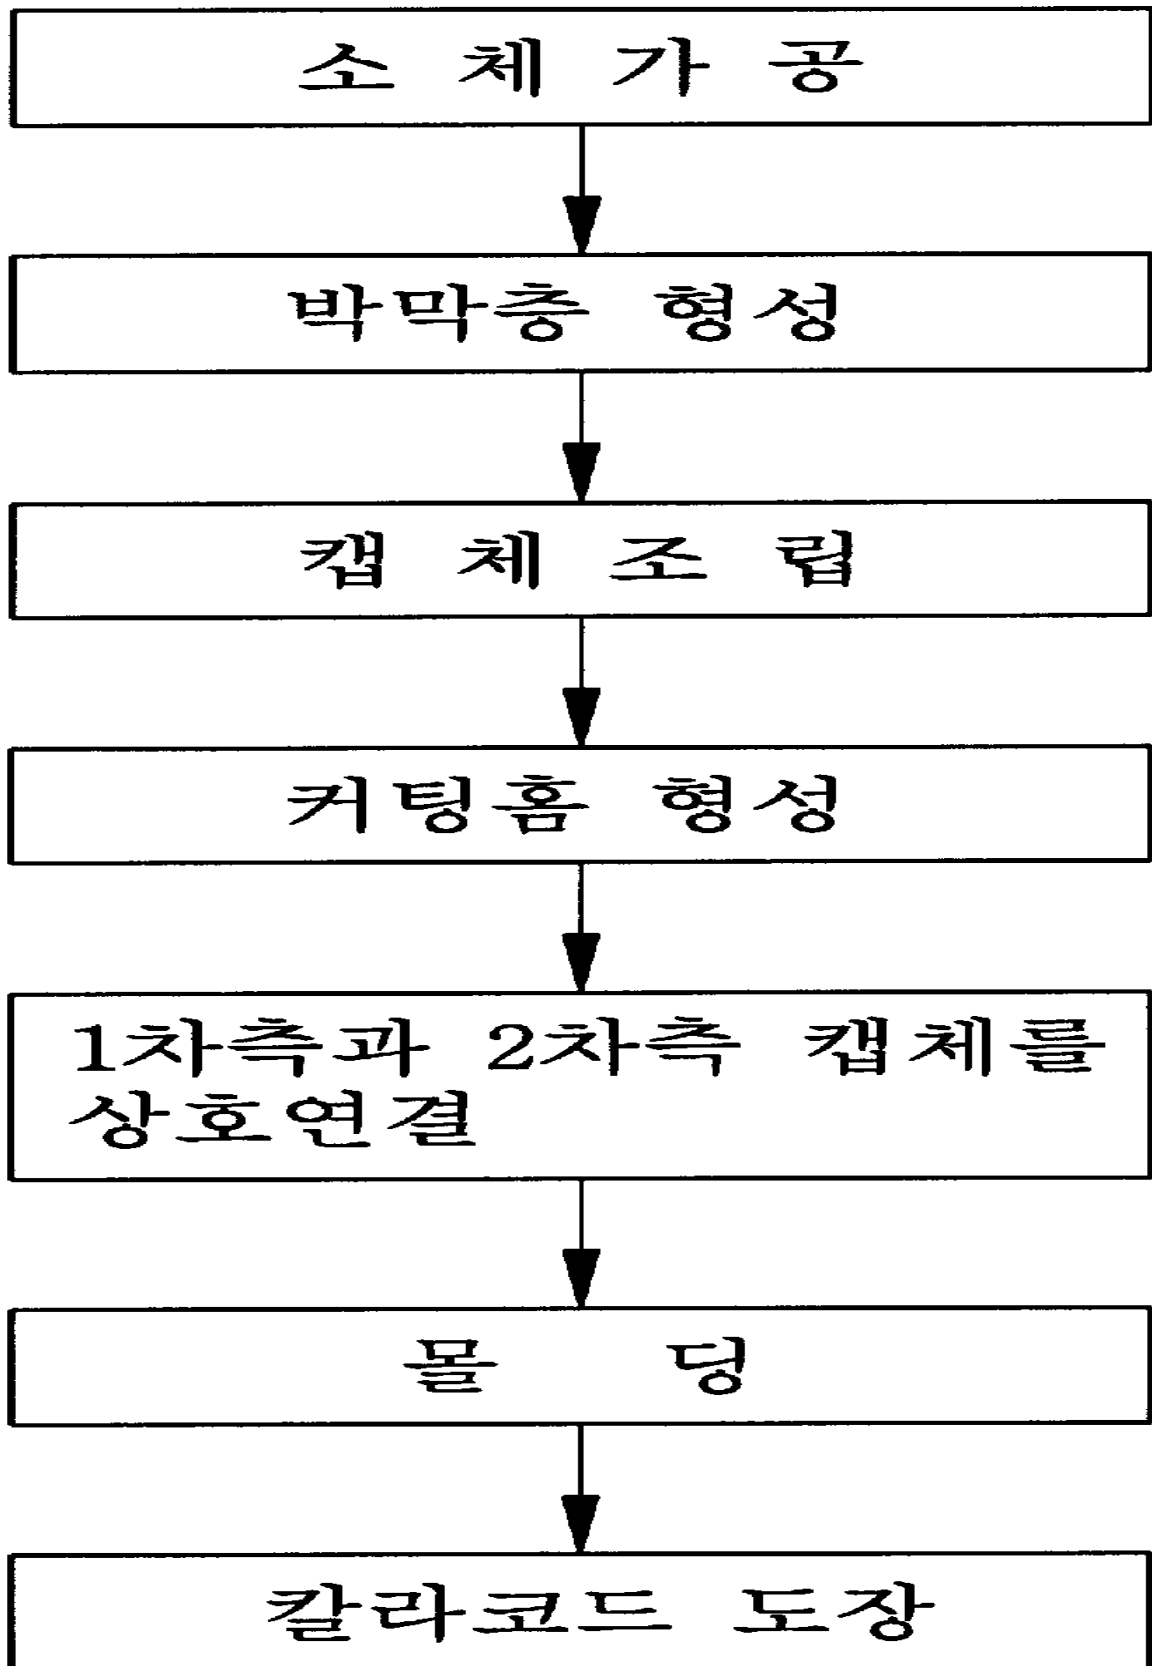 소체가공
박막층 형성
캡체조립
커팅홈 형성
1차측과 2차측 캡체를
상호연결
몰딩
칼라코드 도장